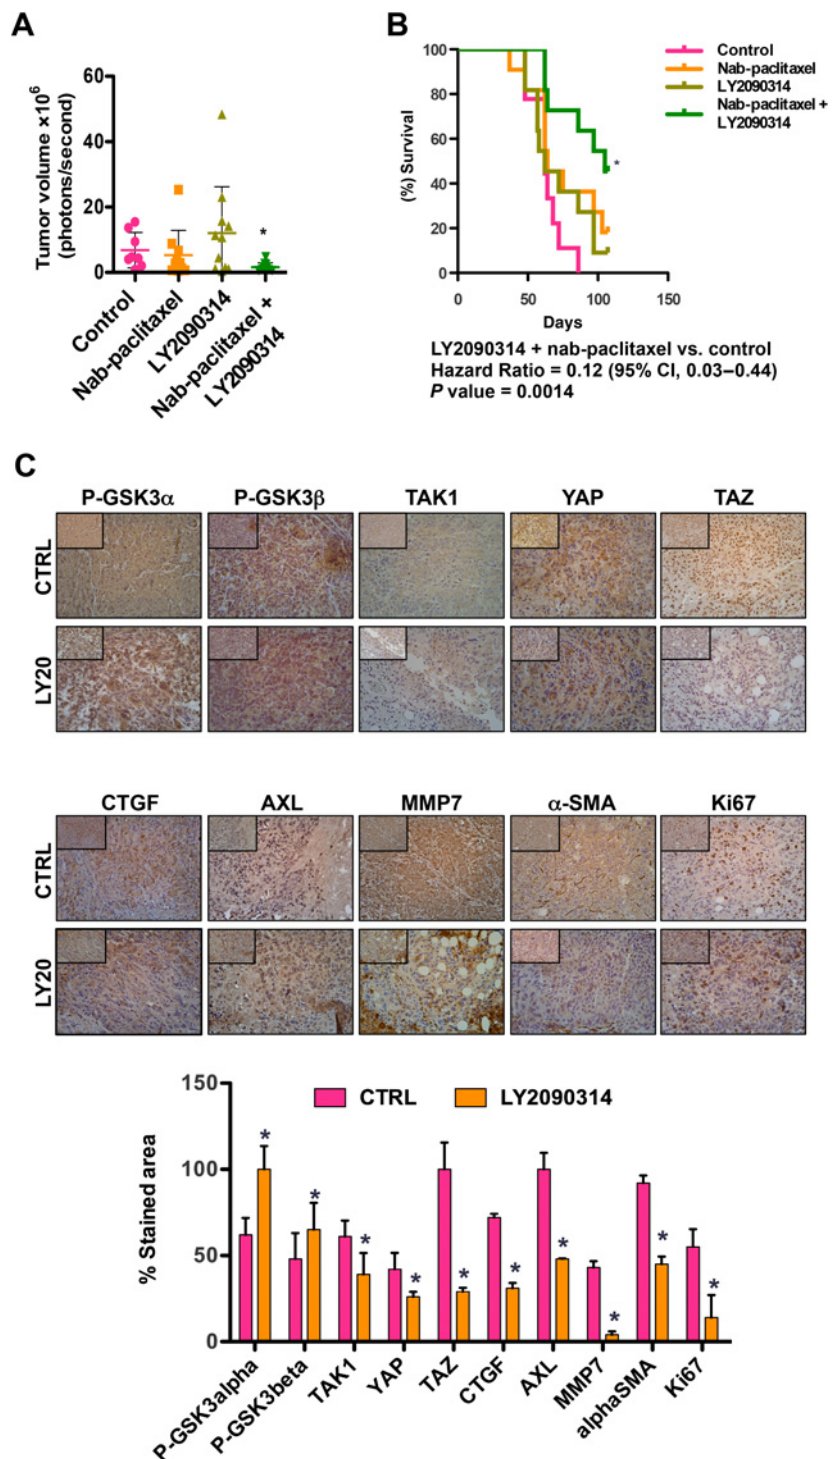 A
60
40
20
0
Tumor volume ×10⁶
(photons/second)
*
Control
Nab-paclitaxel
LY2090314
Nab-paclitaxel +
LY2090314
B
100
80
60
40
20
0
(%) Survival
0 50 100 150
Days
Control
Nab-paclitaxel
LY2090314
Nab-paclitaxel +
LY2090314
*
LY2090314 + nab-paclitaxel vs. control
Hazard Ratio = 0.12 (95% CI, 0.03–0.44)
P value = 0.0014
C
P-GSK3α P-GSK3β TAK1 YAP TAZ
CTRL
LY20
CTGF AXL MMP7 α-SMA Ki67
CTRL
LY20
150
100
50
0
% Stained area
CTRL LY2090314
* * * * * * * * * *
P-GSK3alpha
P-GSK3beta
TAK1
YAP
TAZ
CTGF
AXL
MMP7
alphaSMA
Ki67